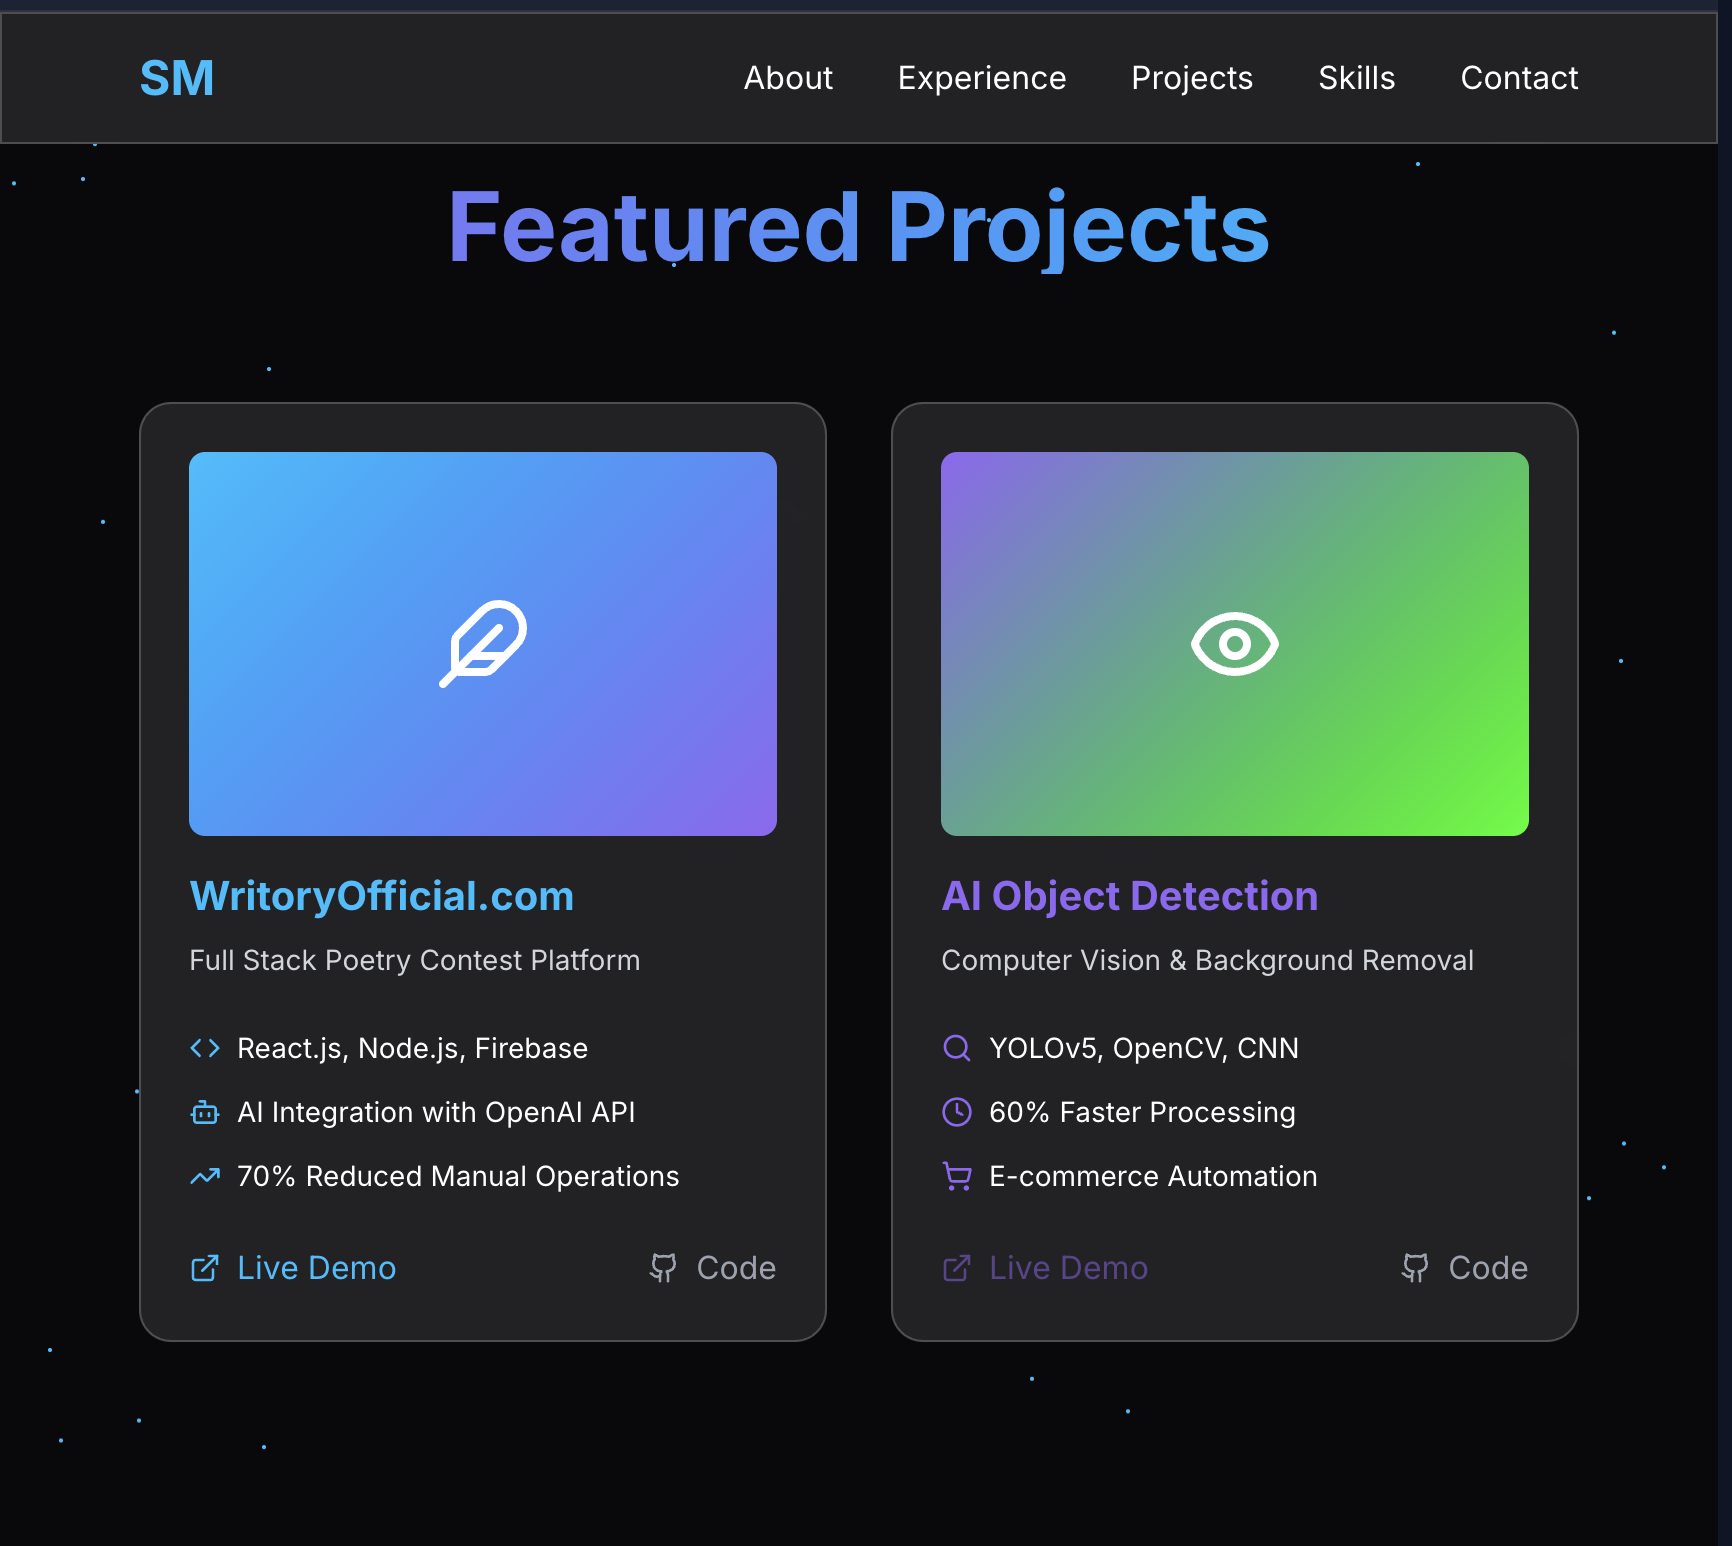 SM
About Experience Projects Skills Contact
Featured Projects
WritoryOfficial.com
Full Stack Poetry Contest Platform
React.js, Node.js, Firebase
AI Integration with OpenAI API
70% Reduced Manual Operations
Live Demo Code
AI Object Detection
Computer Vision & Background Removal
YOLOv5, OpenCV, CNN
60% Faster Processing
E-commerce Automation
Live Demo Code